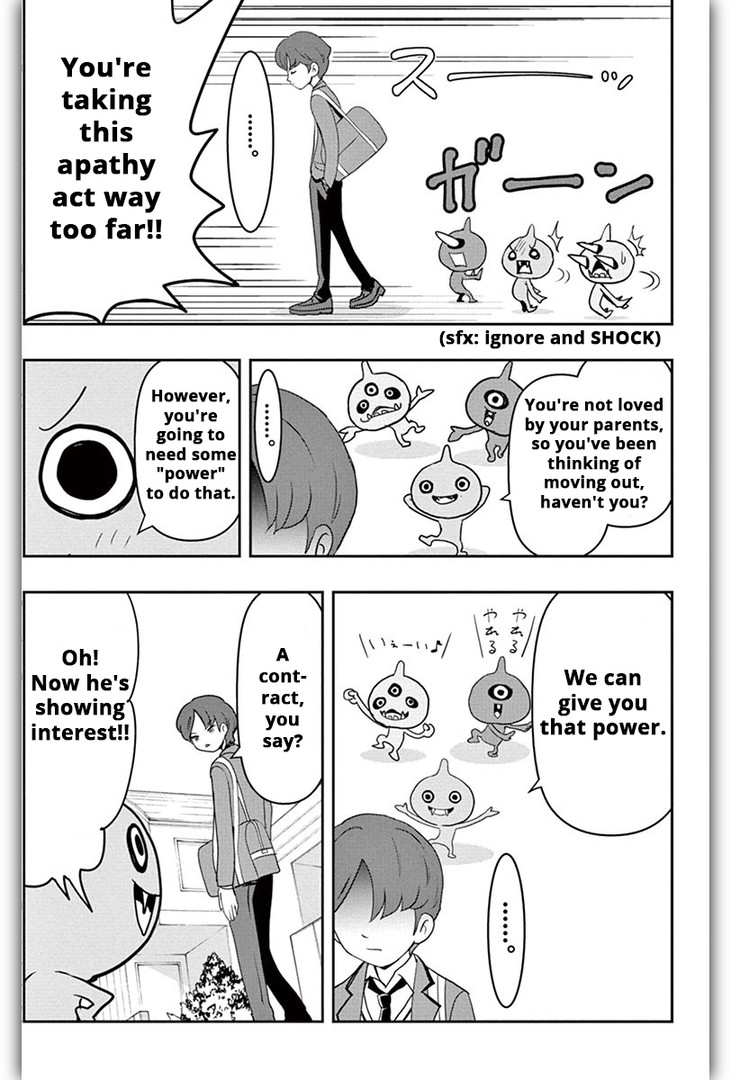 スーーッ
ガーーン
……。
You're
taking
this
apathy
act way
too far!!
(sfx: ignore and SHOCK)
You're not loved
by your parents,
so you've been
thinking of
moving out,
haven't you?
……。
However,
you're
going to
need some
"power"
to do that.
We can
give you
that power.
やれる
やれる
いぇーい♪
……。
A
cont-
ract,
you
say?
Oh!
Now he's
showing
interest!!